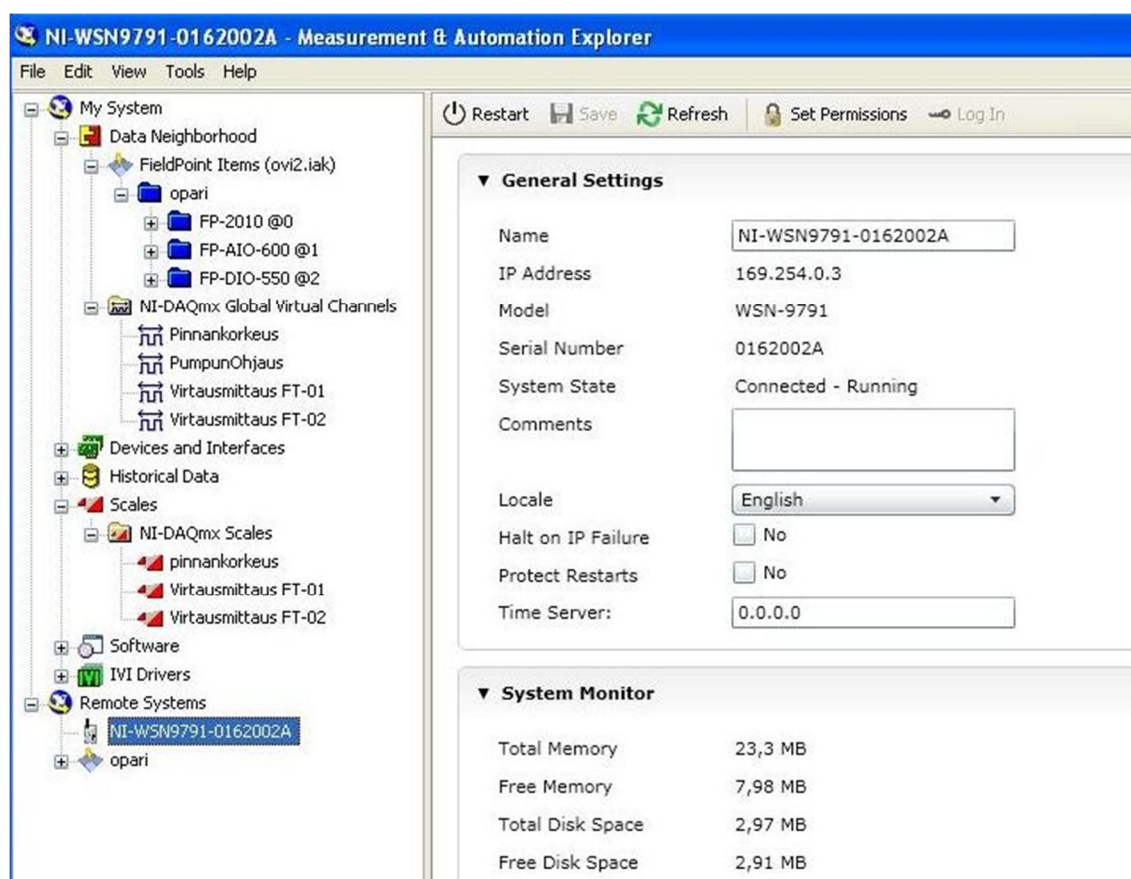 NI-WSN9791-0162002A - Measurement & Automation Explorer
File Edit View Tools Help
My System
Data Neighborhood
FieldPoint Items (ovi2.iak)
opari
FP-2010 @0
FP-AIO-600 @1
FP-DIO-550 @2
NI-DAQmx Global Virtual Channels
Pinnankorkeus
PumpunOhjaus
Virtausmittaus FT-01
Virtausmittaus FT-02
Devices and Interfaces
Historical Data
Scales
NI-DAQmx Scales
pinnankorkeus
Virtausmittaus FT-01
Virtausmittaus FT-02
Software
IVI Drivers
Remote Systems
NI-WSN9791-0162002A
opari
Restart Save Refresh Set Permissions Log In
General Settings
Name NI-WSN9791-0162002A
IP Address 169.254.0.3
Model WSN-9791
Serial Number 0162002A
System State Connected - Running
Comments
Locale English
Halt on IP Failure No
Protect Restarts No
Time Server: 0.0.0.0
System Monitor
Total Memory 23,3 MB
Free Memory 7,98 MB
Total Disk Space 2,97 MB
Free Disk Space 2,91 MB